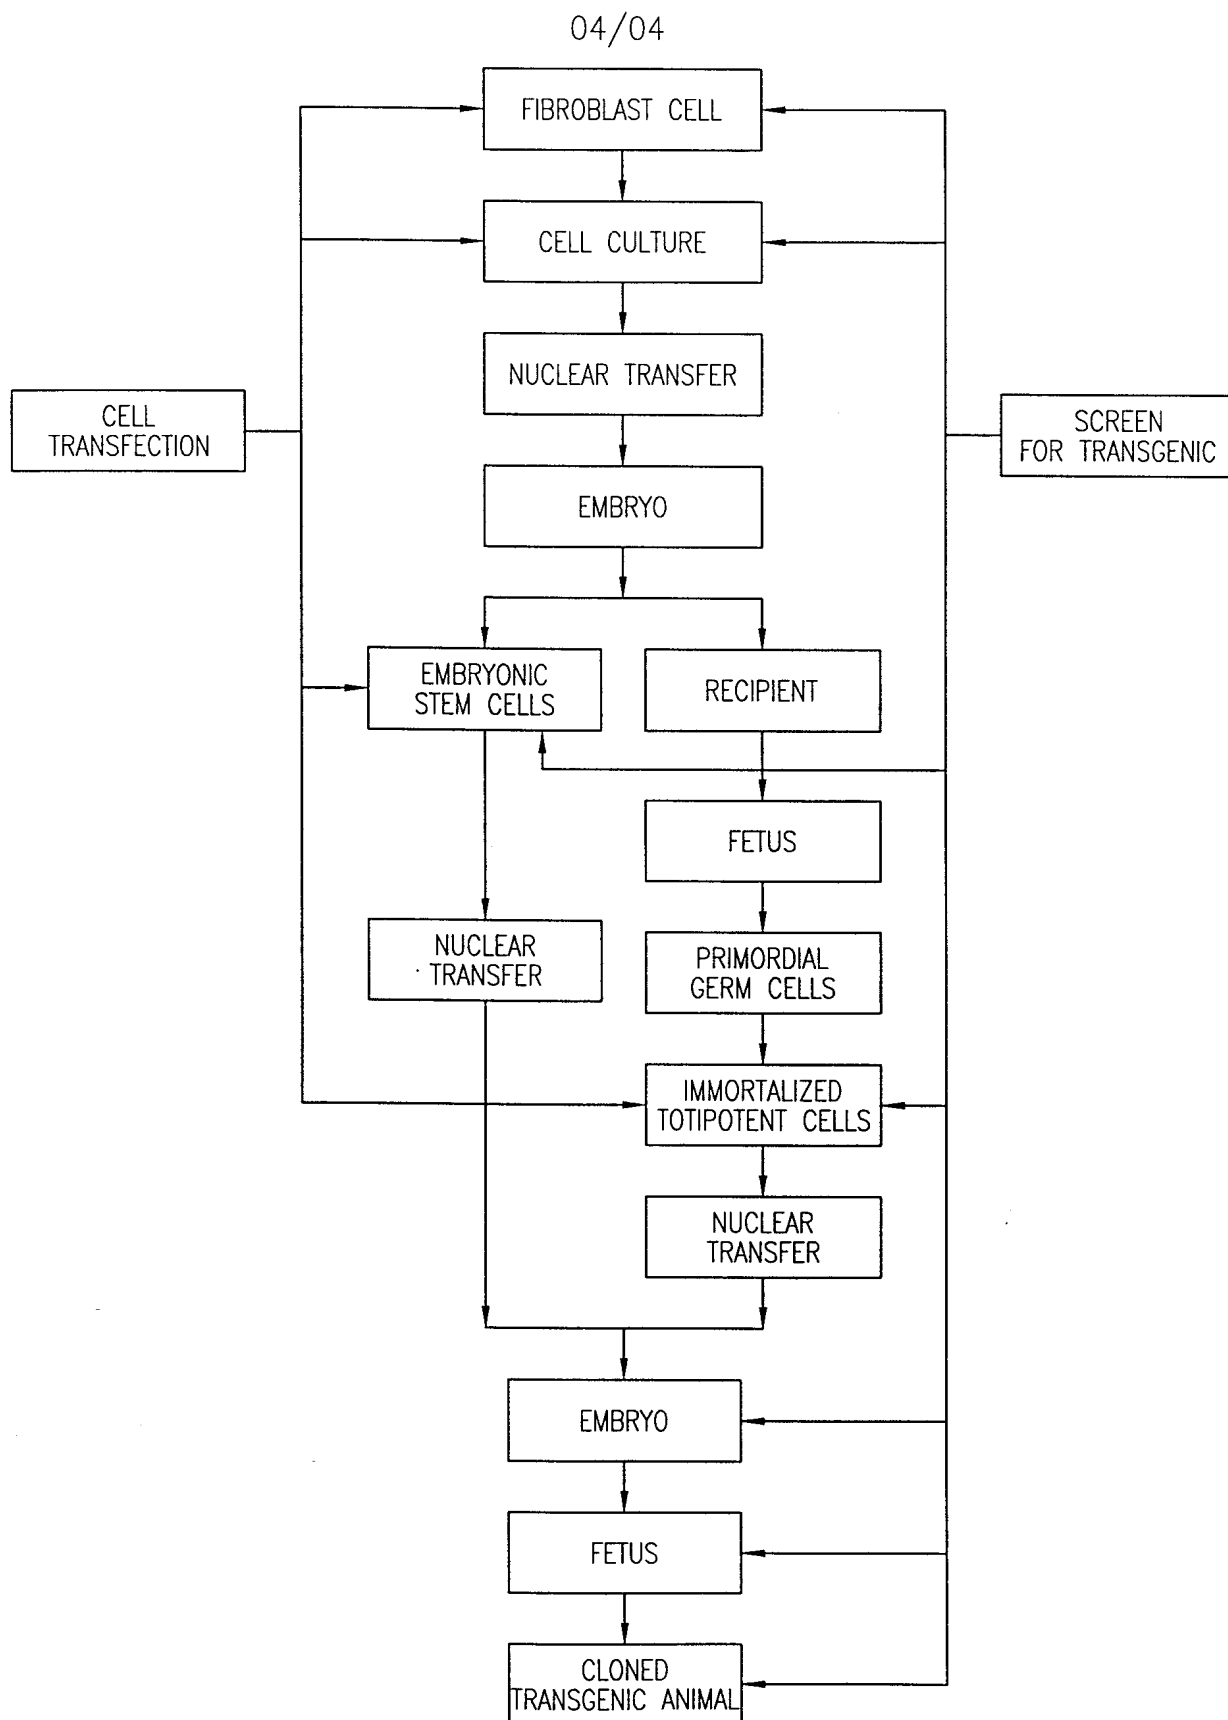 04/04
FIBROBLAST CELL
CELL CULTURE
NUCLEAR TRANSFER
CELL
TRANSFECTION
SCREEN
FOR TRANSGENIC
EMBRYO
EMBRYONIC
STEM CELLS
RECIPIENT
FETUS
NUCLEAR
TRANSFER
PRIMORDIAL
GERM CELLS
IMMORTALIZED
TOTIPOTENT CELLS
NUCLEAR
TRANSFER
EMBRYO
FETUS
CLONED
TRANSGENIC ANIMAL